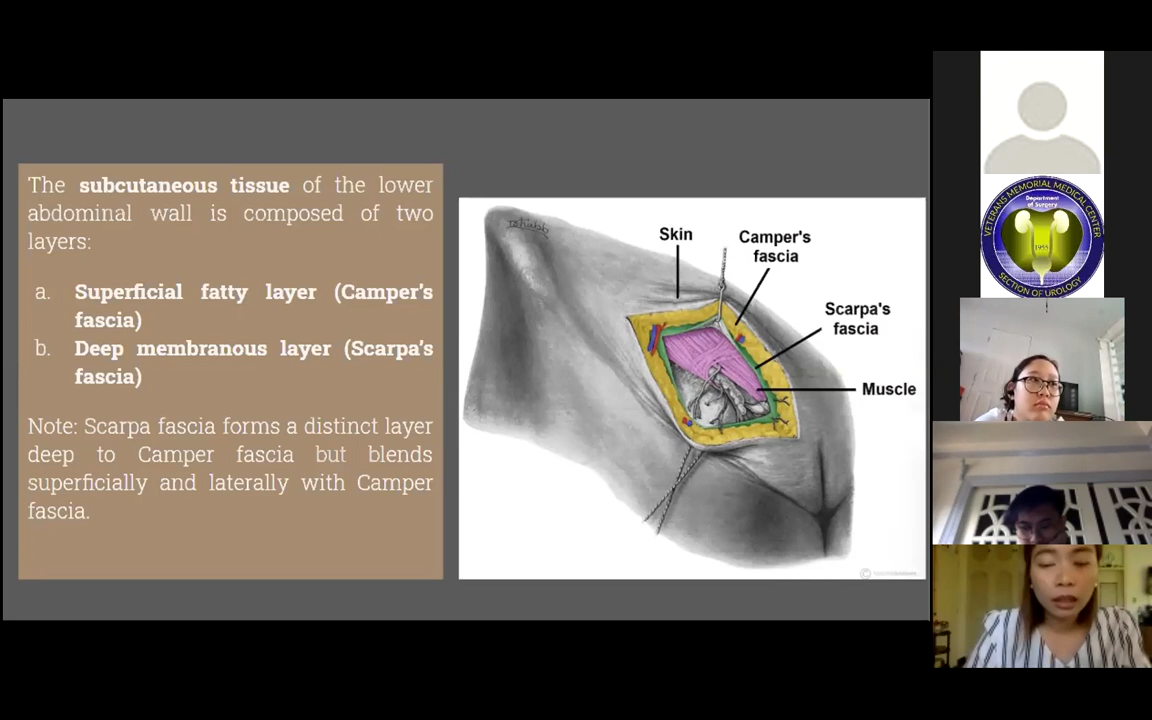 The subcutaneous tissue of the lower
abdominal wall is composed of two
layers:
a. Superficial fatty layer (Camper's
fascia)
b. Deep membranous layer (Scarpa's
fascia)
Note: Scarpa fascia forms a distinct layer
deep to Camper fascia but blends
superficially and laterally with Camper
fascia.
Skin
Camper's
fascia
Scarpa's
fascia
Muscle
VETERANS MEMORIAL MEDICAL CENTER
Department
of Surgery
1955
SECTION OF UROLOGY